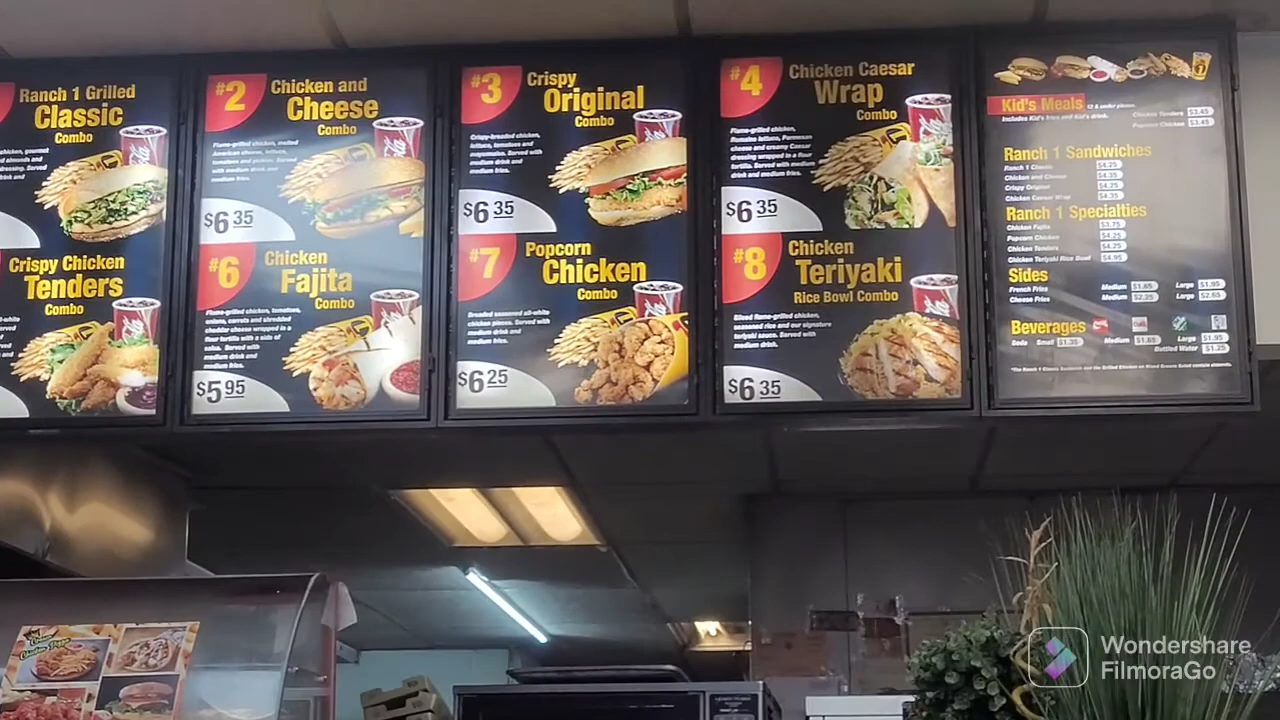 Ranch 1 Grilled
Classic
Combo
Crispy Chicken
Tenders
Combo
#2
Chicken and
Cheese
Combo
Flame-grilled chicken, melted
American cheese, lettuce,
tomatoes and pickles. Served
with medium drink and
medium fries.
$6 35
#6
Chicken
Fajita
Combo
Flame-grilled chicken, tomatoes,
onions, carrots and shredded
cheddar cheese wrapped in a
flour tortilla with a side of
salsa. Served with
medium drink and
medium fries.
$5 95
#3
Crispy
Original
Combo
Crispy-breaded chicken,
lettuce, tomatoes and
mayonnaise. Served with
medium drink and
medium fries.
$6 35
#7
Popcorn
Chicken
Combo
Breaded seasoned all-white
chicken pieces. Served with
medium drink and
medium fries.
$6 25
#4
Chicken Caesar
Wrap
Combo
Flame-grilled chicken,
Romaine lettuce, Parmesan
cheese and creamy Caesar
dressing wrapped in a flour
tortilla. Served with medium
drink and medium fries.
$6 35
#8
Chicken
Teriyaki
Rice Bowl Combo
Sliced flame-grilled chicken,
seasoned rice and our signature
teriyaki sauce. Served with
medium drink.
$6 35
Kid's Meals 12 & under please.
Includes Kid's fries and Kid's drink.
Chicken Tenders $3.45
Popcorn Chicken $3.45
Ranch 1 Sandwiches
Ranch 1 Classic $4.25
Chicken and Cheese $4.35
Crispy Original $4.25
Chicken Caesar Wrap $4.35
Ranch 1 Specialties
Chicken Fajita $3.75
Popcorn Chicken $4.25
Chicken Tenders $4.25
Chicken Teriyaki Rice Bowl $4.95
Sides
French Fries Medium $1.65 Large $1.95
Cheese Fries Medium $2.25 Large $2.65
Beverages
Soda Small $1.35 Medium $1.65 Large $1.95
Bottled Water $1.25
Wondershare
FilmoraGo